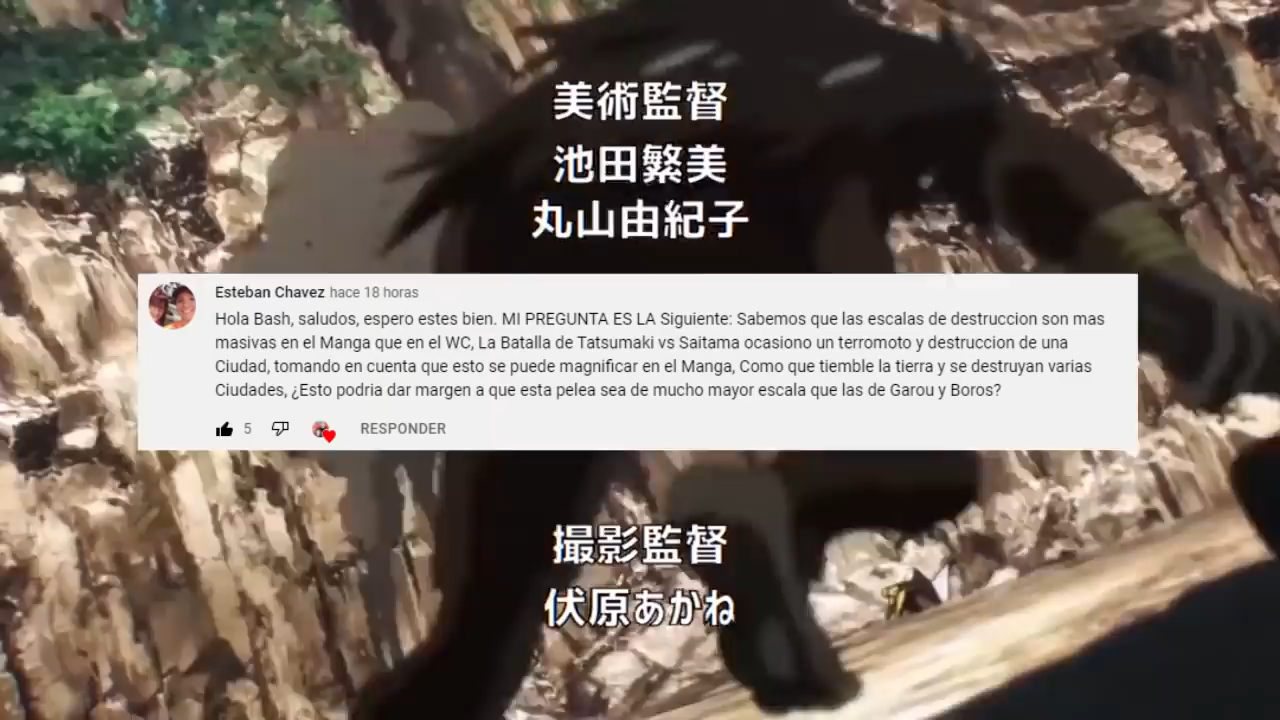 美術監督
池田繁美
丸山由紀子
Esteban Chavez hace 18 horas
Hola Bash, saludos, espero estes bien. MI PREGUNTA ES LA Siguiente: Sabemos que las escalas de destruccion son mas
masivas en el Manga que en el WC, La Batalla de Tatsumaki vs Saitama ocasiono un terromoto y destruccion de una
Ciudad, tomando en cuenta que esto se puede magnificar en el Manga, Como que tiemble la tierra y se destruyan varias
Ciudades, ¿Esto podria dar margen a que esta pelea sea de mucho mayor escala que las de Garou y Boros?
5
RESPONDER
撮影監督
伏原あかね